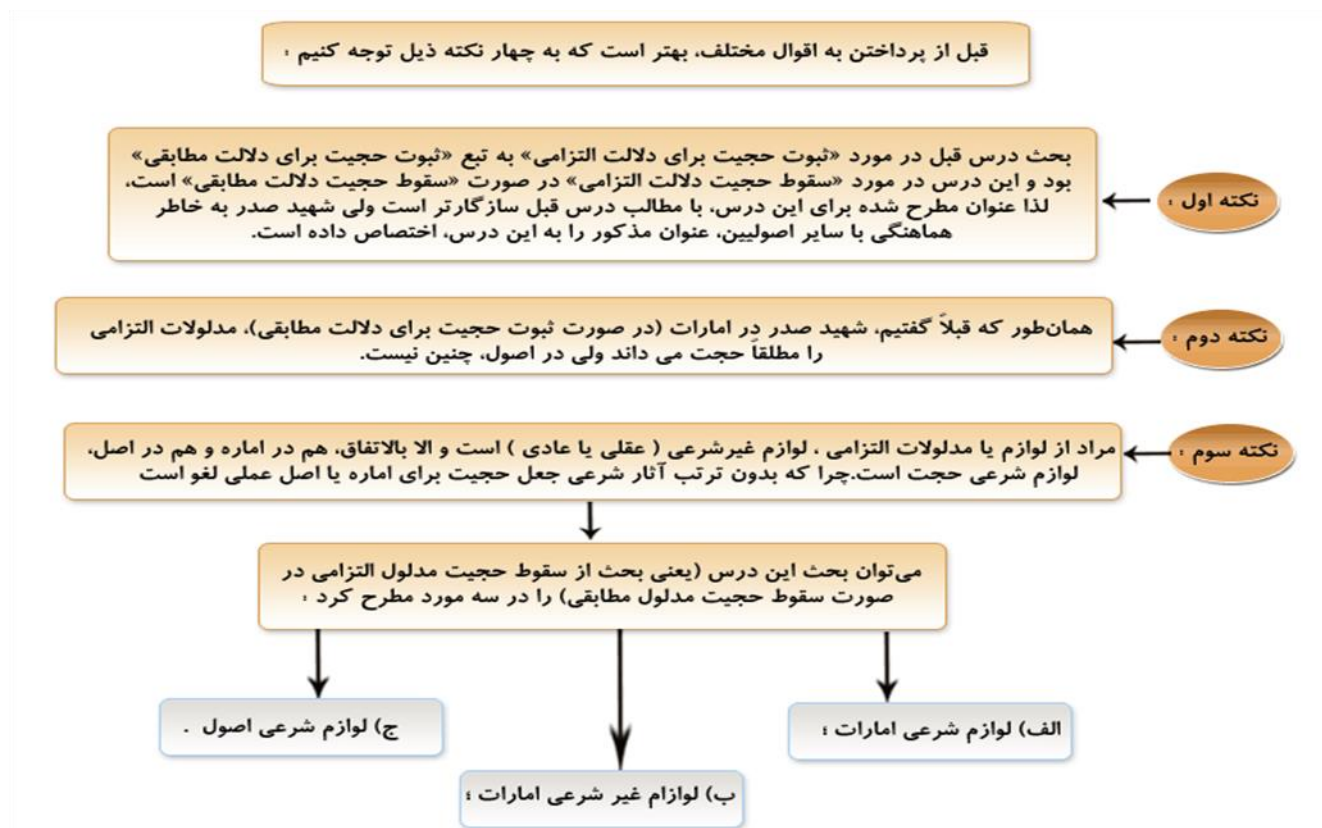 قبل از پرداختن به اقوال مختلف، بهتر است که به چهار نکته ذیل توجه کنیم :
نکته اول :
بحث درس قبل در مورد «ثبوت حجیت برای دلالت التزامی» به تبع «ثبوت حجیت برای دلالت مطابقی»
بود و این درس در مورد «سقوط حجیت دلالت التزامی» در صورت «سقوط حجیت دلالت مطابقی» است،
لذا عنوان مطرح شده برای این درس، با مطالب درس قبل سازگارتر است ولی شهید صدر به خاطر
هماهنگی با سایر اصولیین، عنوان مذکور را به این درس، اختصاص داده است.
نکته دوم :
همان‌طور که قبلاً گفتیم، شهید صدر در امارات (در صورت ثبوت حجیت برای دلالت مطابقی)، مدلولات التزامی
را مطلقاً حجت می داند ولی در اصول، چنین نیست.
نکته سوم :
مراد از لوازم یا مدلولات التزامی ، لوازم غیرشرعی ( عقلی یا عادی ) است و الا بالاتفاق، هم در اماره و هم در اصل،
لوازم شرعی حجت است.چرا که بدون ترتب آثار شرعی جعل حجیت برای اماره یا اصل عملی لغو است
می‌توان بحث این درس (یعنی بحث از سقوط حجیت مدلول التزامی در
صورت سقوط حجیت مدلول مطابقی) را در سه مورد مطرح کرد :
الف) لوازم شرعی امارات ؛
ب) لوازام غیر شرعی امارات ؛
ج) لوازم شرعی اصول .